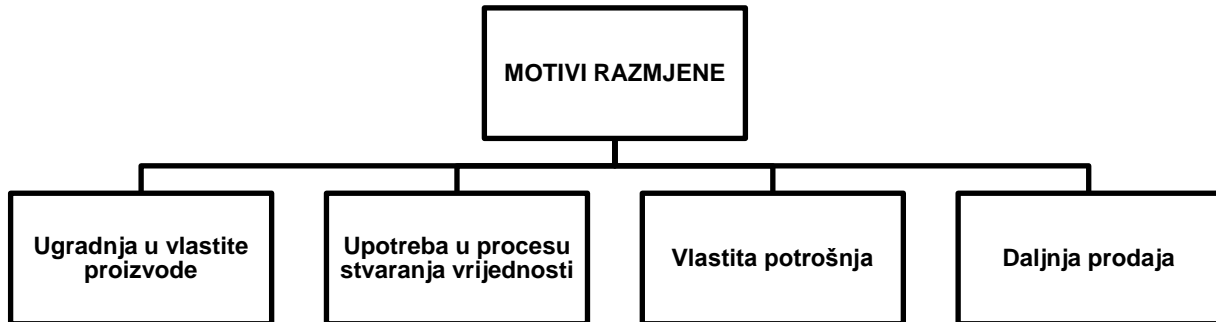 MOTIVI RAZMJENE
Ugradnja u vlastite
proizvode
Upotreba u procesu
stvaranja vrijednosti
Vlastita potrošnja
Daljnja prodaja